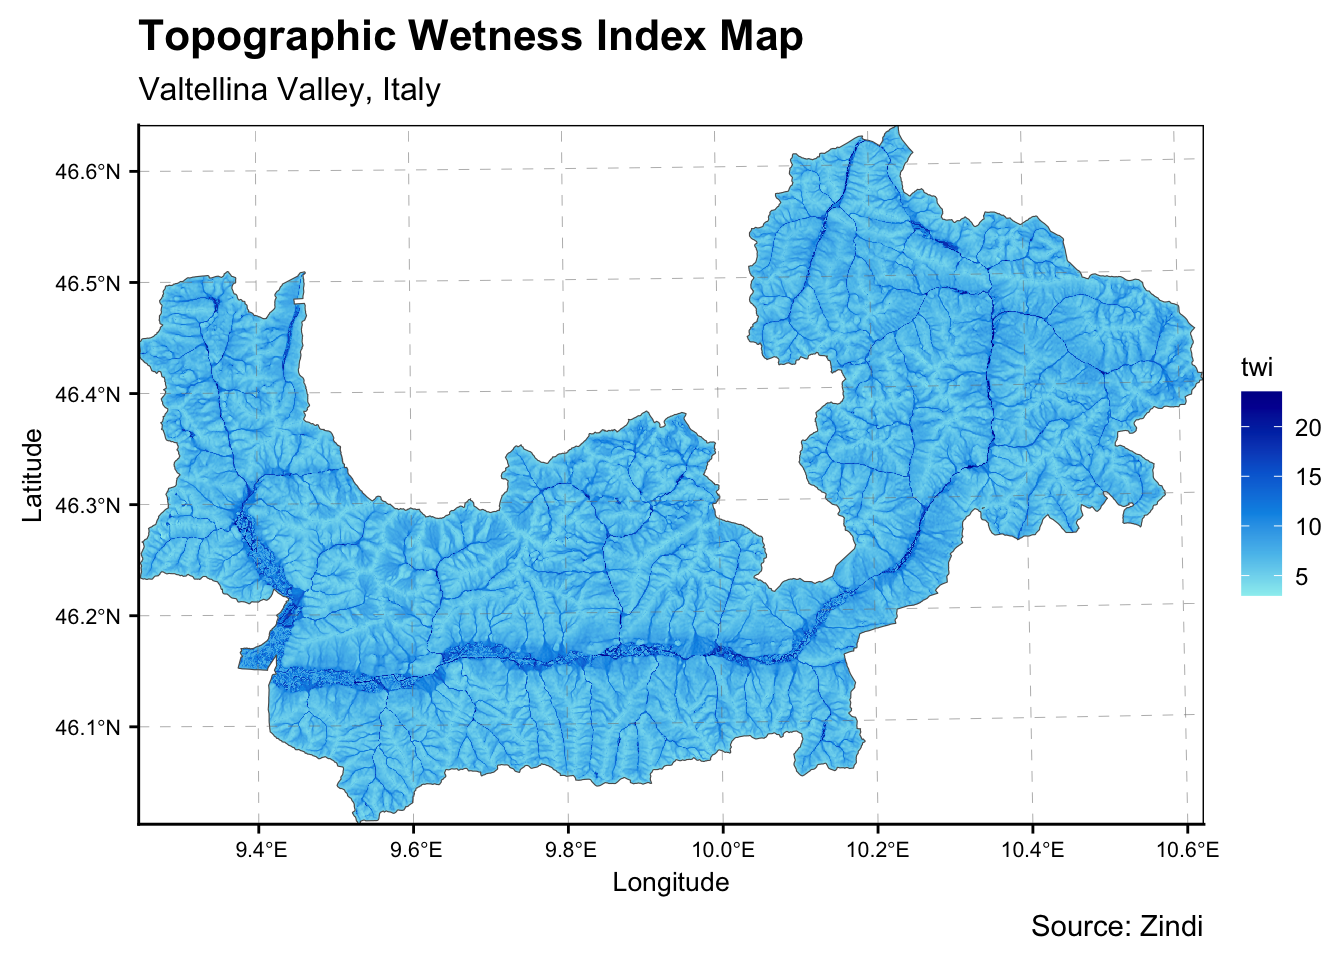 Topographic Wetness Index Map
Valtellina Valley, Italy
46.6°N
46.5°N
46.4°N
46.3°N
46.2°N
46.1°N
Latitude
9.4°E 9.6°E 9.8°E 10.0°E 10.2°E 10.4°E 10.6°E
Longitude
twi
20
15
10
5
Source: Zindi